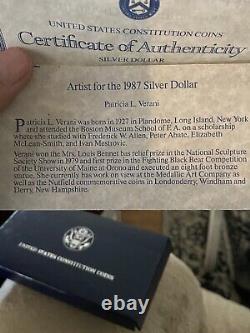 UNITED STATES CONSTITUTION COINS
Certificate of Authenticity
SILVER DOLLAR
Artist for the 1987 Silver Dollar
Patricia L. Verani
Patricia L. Verani was born in 1927 in Plandome, Long Island, New York
and attended the Boston Museum School of F.A. on a scholarship
where she studied with Frederick W. Allen, Peter Abate, Elizabeth
McLean-Smith, and Ivan Mestrovic
Verani won the Mrs. Louis Bennet bas relief prize in the National Sculpture
Society Show in 1979 and first prize in the Fighting Black Bear Competition
of the University of Maine at Orono and executed an eight-foot bronze
statue. She currently has work on view at the Medallic Art Company as
well as the Nutfield commemorative coins in Londonderry, Windham and
Derry, New Hampshire.
UNITED STATES CONSTITUTION COINS